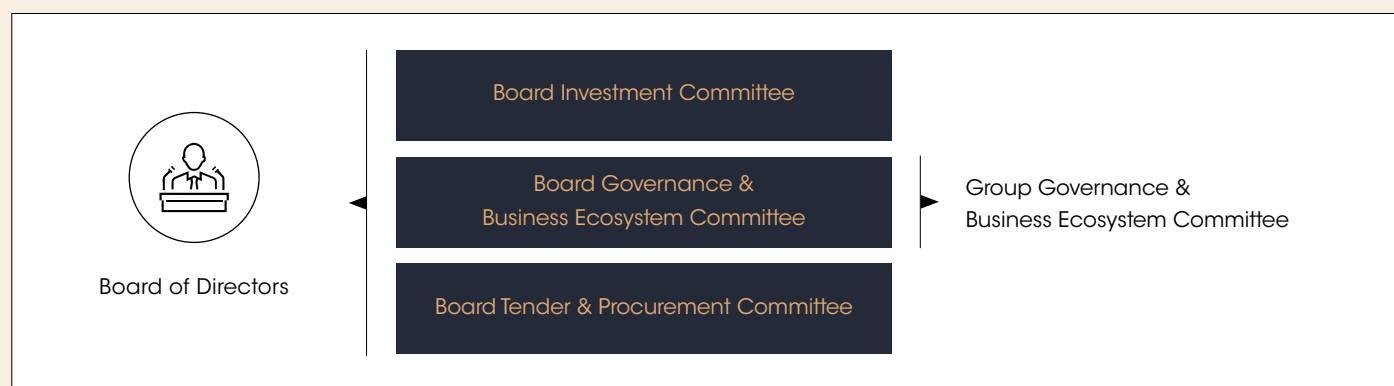 Board of Directors
Board Investment Committee
Board Governance &
Business Ecosystem Committee
Board Tender & Procurement Committee
Group Governance &
Business Ecosystem Committee